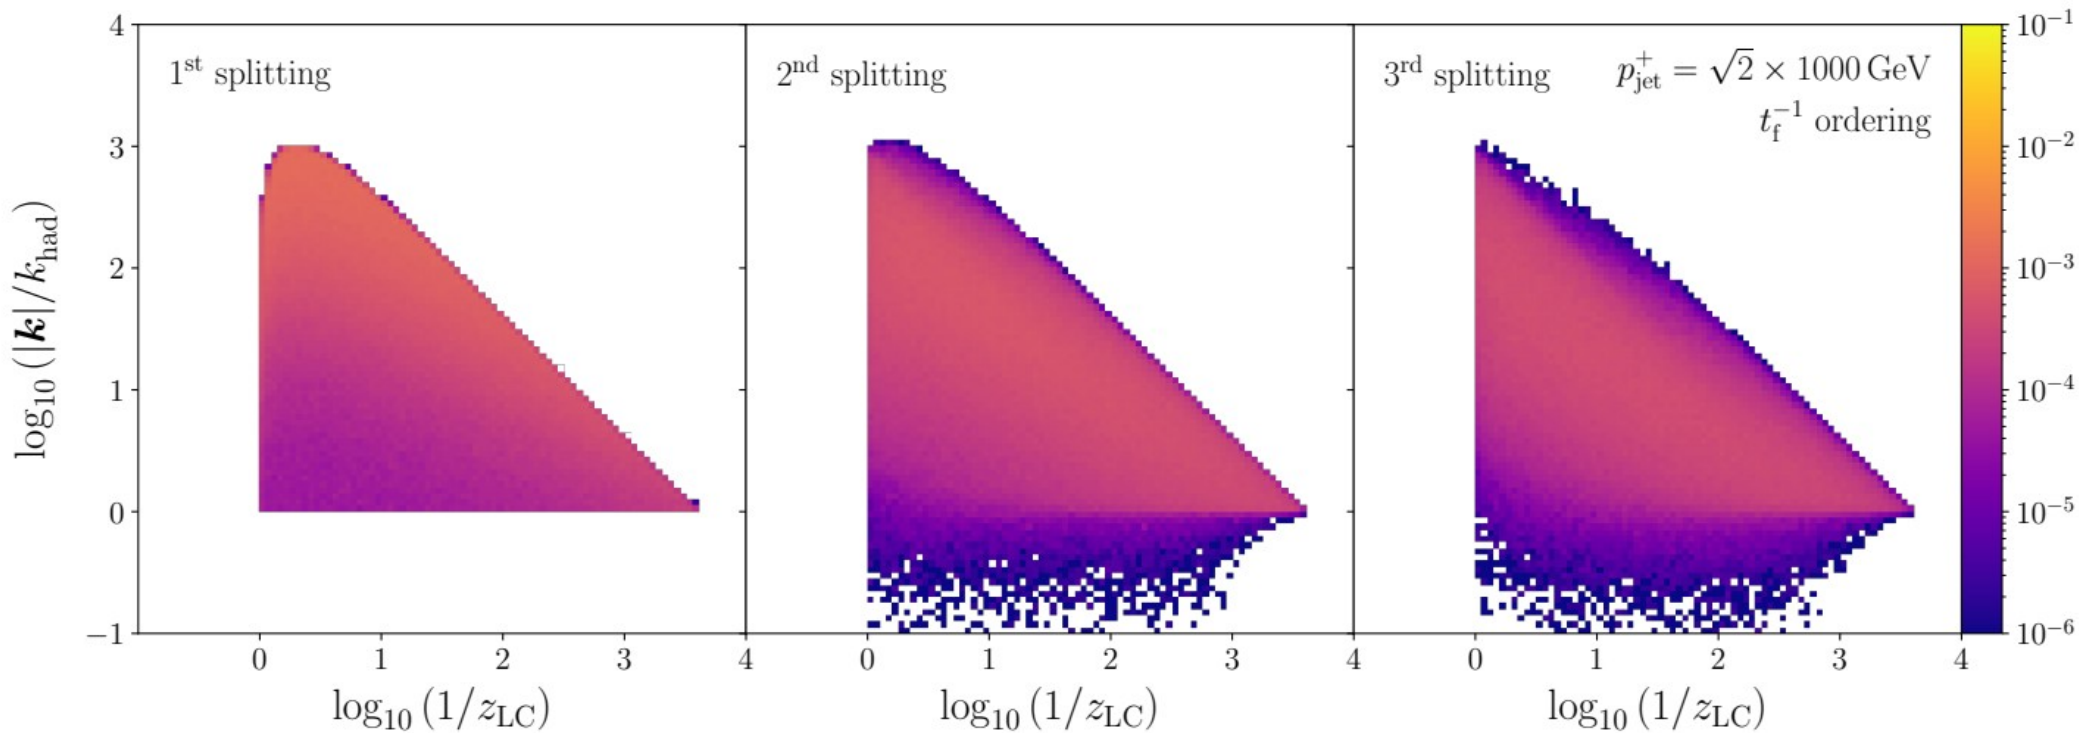 1st splitting
2nd splitting
3rd splitting
p⁺jet = √2 × 1000 GeV
tf⁻¹ ordering
log10 (|k|/khad)
4
3
2
1
0
−1
0 1 2 3 4
0 1 2 3 4
0 1 2 3 4
log10 (1/zLC)
log10 (1/zLC)
log10 (1/zLC)
10⁻¹
10⁻²
10⁻³
10⁻⁴
10⁻⁵
10⁻⁶